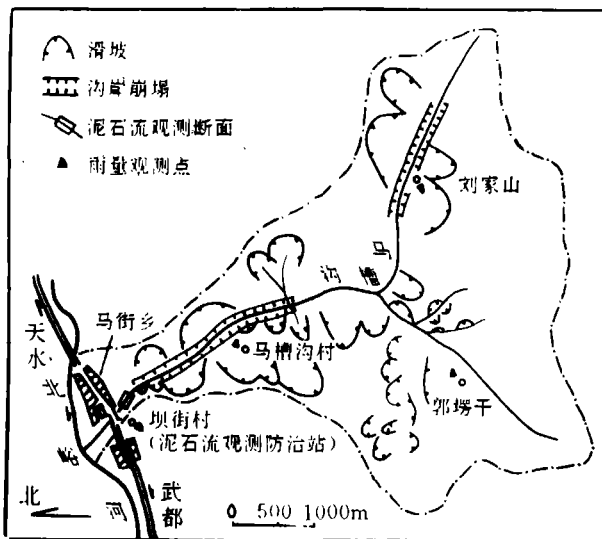 滑坡
沟岸崩塌
泥石流观测断面
雨量观测点
刘家山
马槽沟
马街乡
马槽沟村
天水
北峪河
坝街村
(泥石流观测防治站)
郭塄干
武都
北
0 500 1000m